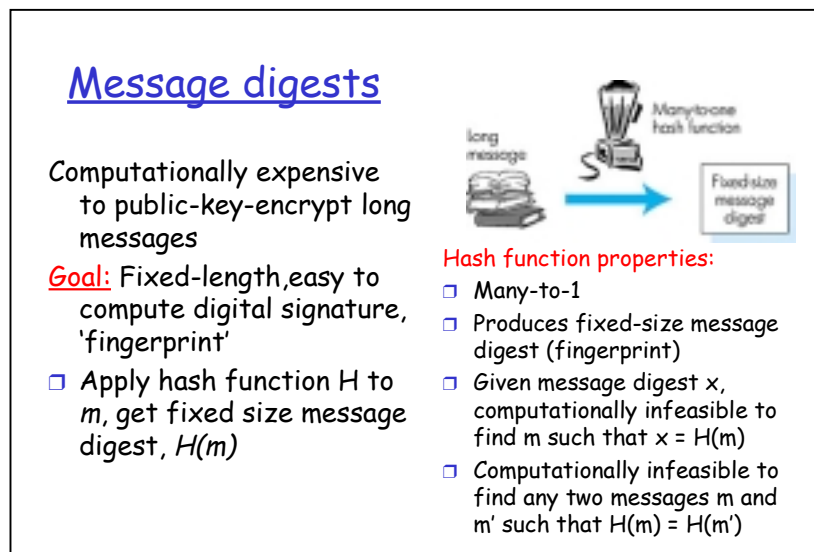 Message digests
Computationally expensive
to public-key-encrypt long
messages
Goal: Fixed-length,easy to
compute digital signature,
‘fingerprint’
❒ Apply hash function H to
m, get fixed size message
digest, H(m)
long
message
Many-to-one
hash function
Fixed-size
message
digest
Hash function properties:
❒ Many-to-1
❒ Produces fixed-size message
digest (fingerprint)
❒ Given message digest x,
computationally infeasible to
find m such that x = H(m)
❒ Computationally infeasible to
find any two messages m and
m’ such that H(m) = H(m’)